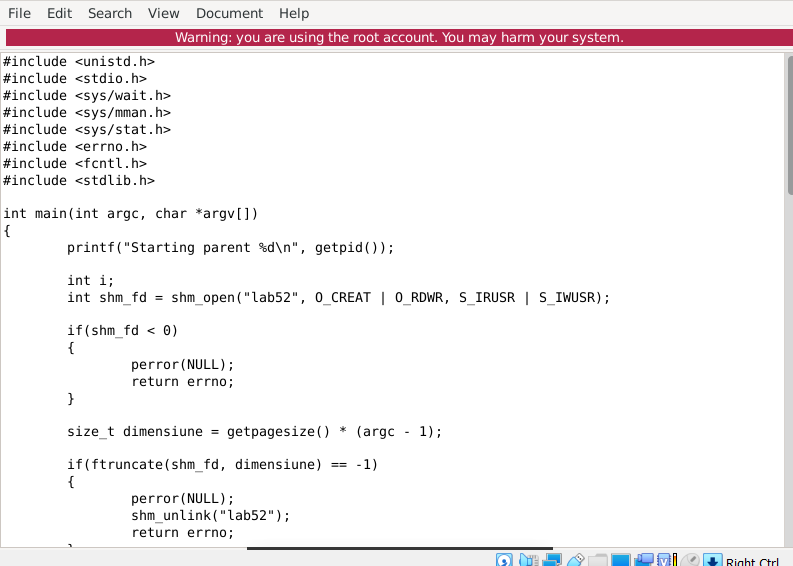 File Edit Search View Document Help
Warning: you are using the root account. You may harm your system.
#include <unistd.h>
#include <stdio.h>
#include <sys/wait.h>
#include <sys/mman.h>
#include <sys/stat.h>
#include <errno.h>
#include <fcntl.h>
#include <stdlib.h>
int main(int argc, char *argv[])
{
        printf("Starting parent %d\n", getpid());
        int i;
        int shm_fd = shm_open("lab52", O_CREAT | O_RDWR, S_IRUSR | S_IWUSR);
        if(shm_fd < 0)
        {
                perror(NULL);
                return errno;
        }
        size_t dimensiune = getpagesize() * (argc - 1);
        if(ftruncate(shm_fd, dimensiune) == -1)
        {
                perror(NULL);
                shm_unlink("lab52");
                return errno;
        }
Right Ctrl